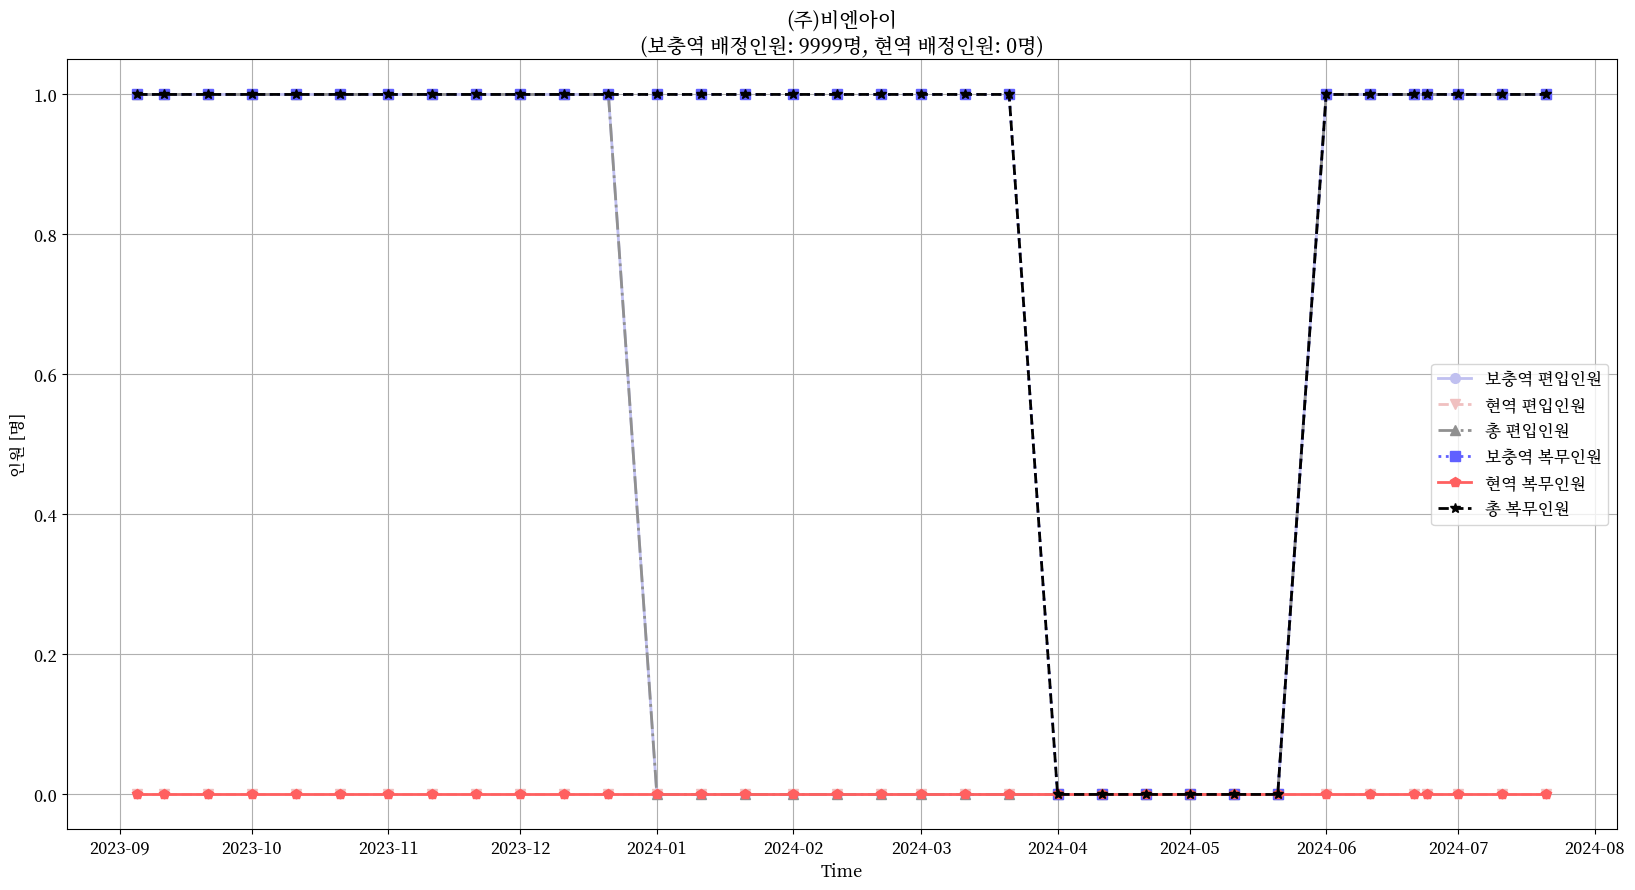 (주)비엔아이
(보충역 배정인원: 9999명, 현역 배정인원: 0명)
인원 [명]
1.0
0.8
0.6
0.4
0.2
0.0
보충역 편입인원
현역 편입인원
총 편입인원
보충역 복무인원
현역 복무인원
총 복무인원
2023-09 2023-10 2023-11 2023-12 2024-01 2024-02 2024-03 2024-04 2024-05 2024-06 2024-07 2024-08
Time